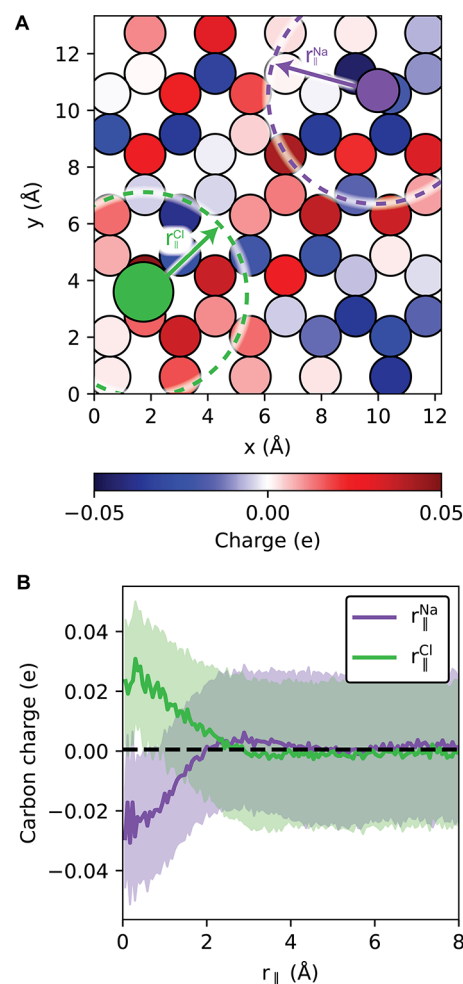 A
12
10
8
6
4
2
0
y (Å)
r∥Na
r∥Cl
0 2 4 6 8 10 12
x (Å)
−0.05 0.00 0.05
Charge (e)
B
0.04
0.02
0.00
−0.02
−0.04
Carbon charge (e)
r∥Na
r∥Cl
0 2 4 6 8
r∥ (Å)